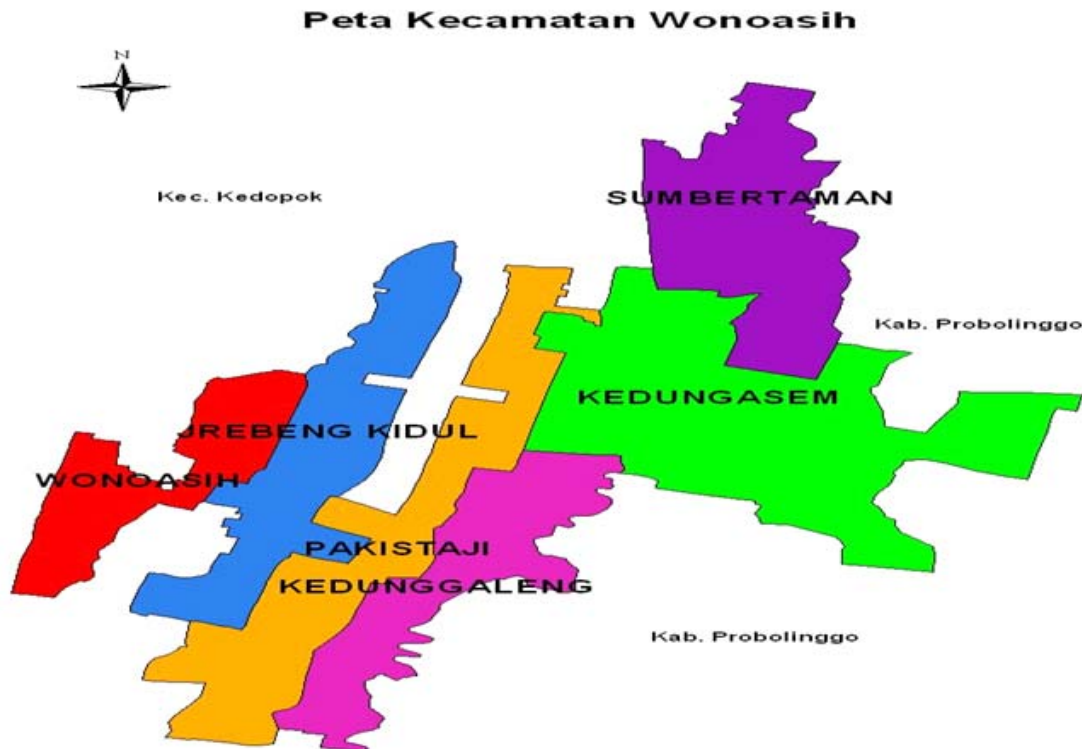 Peta Kecamatan Wonoasih
N
Kec. Kedopok
SUMBERTAMAN
Kab. Probolinggo
KEDUNGASEM
JREBENG KIDUL
WONOASIH
PAKISTAJI
KEDUNGGALENG
Kab. Probolinggo